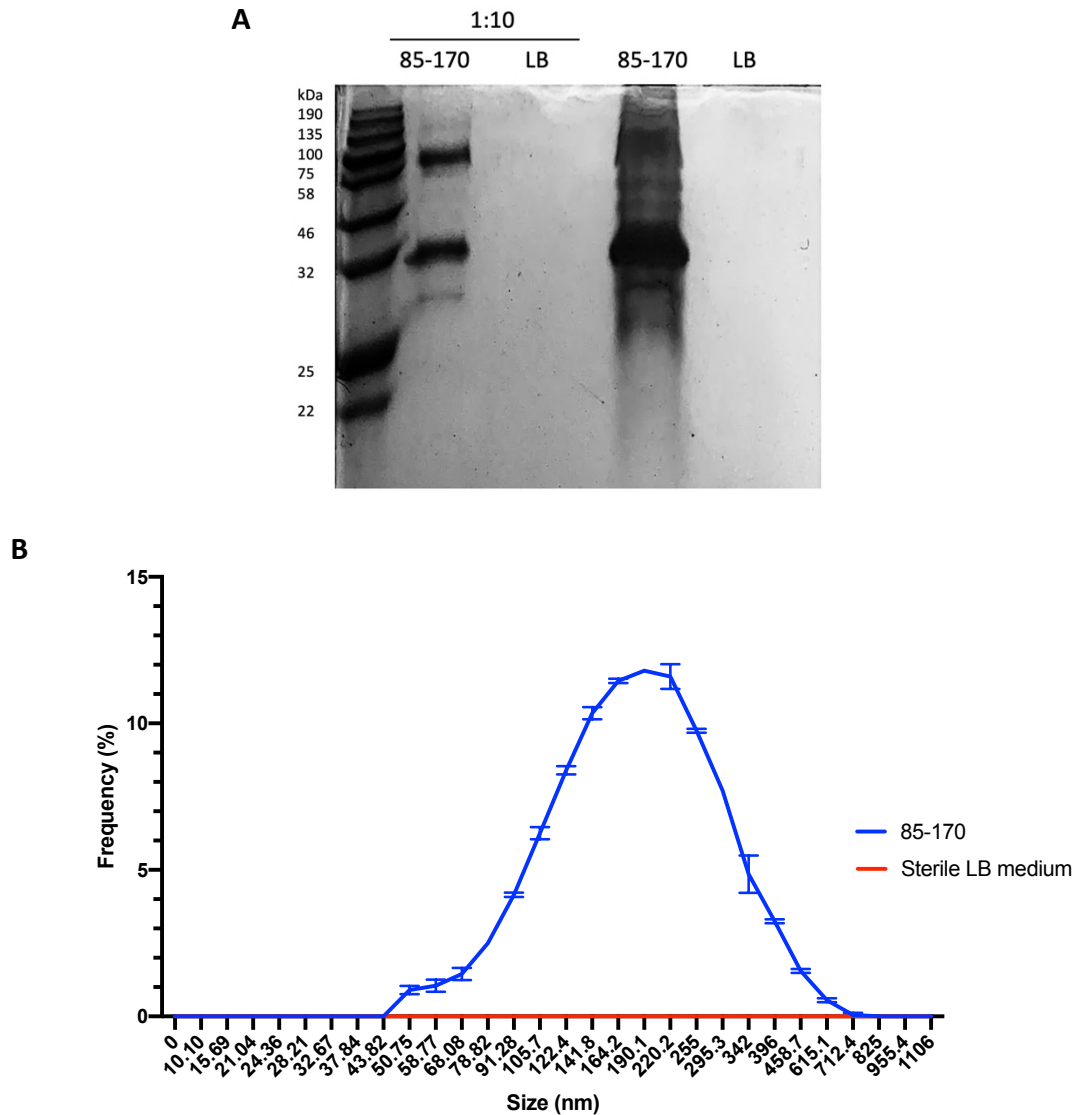 A
1:10
85-170 LB 85-170 LB
kDa
190
135
100
75
58
46
32
25
22
B
15
10
5
0
Frequency (%)
0 10.10 15.69 21.04 24.36 28.21 32.67 37.84 43.82 50.75 58.77 68.08 78.82 91.28 105.7 122.4 141.8 164.2 190.1 220.2 255 295.3 342 396 458.7 615.1 712.4 825 955.4 1106
Size (nm)
85-170
Sterile LB medium